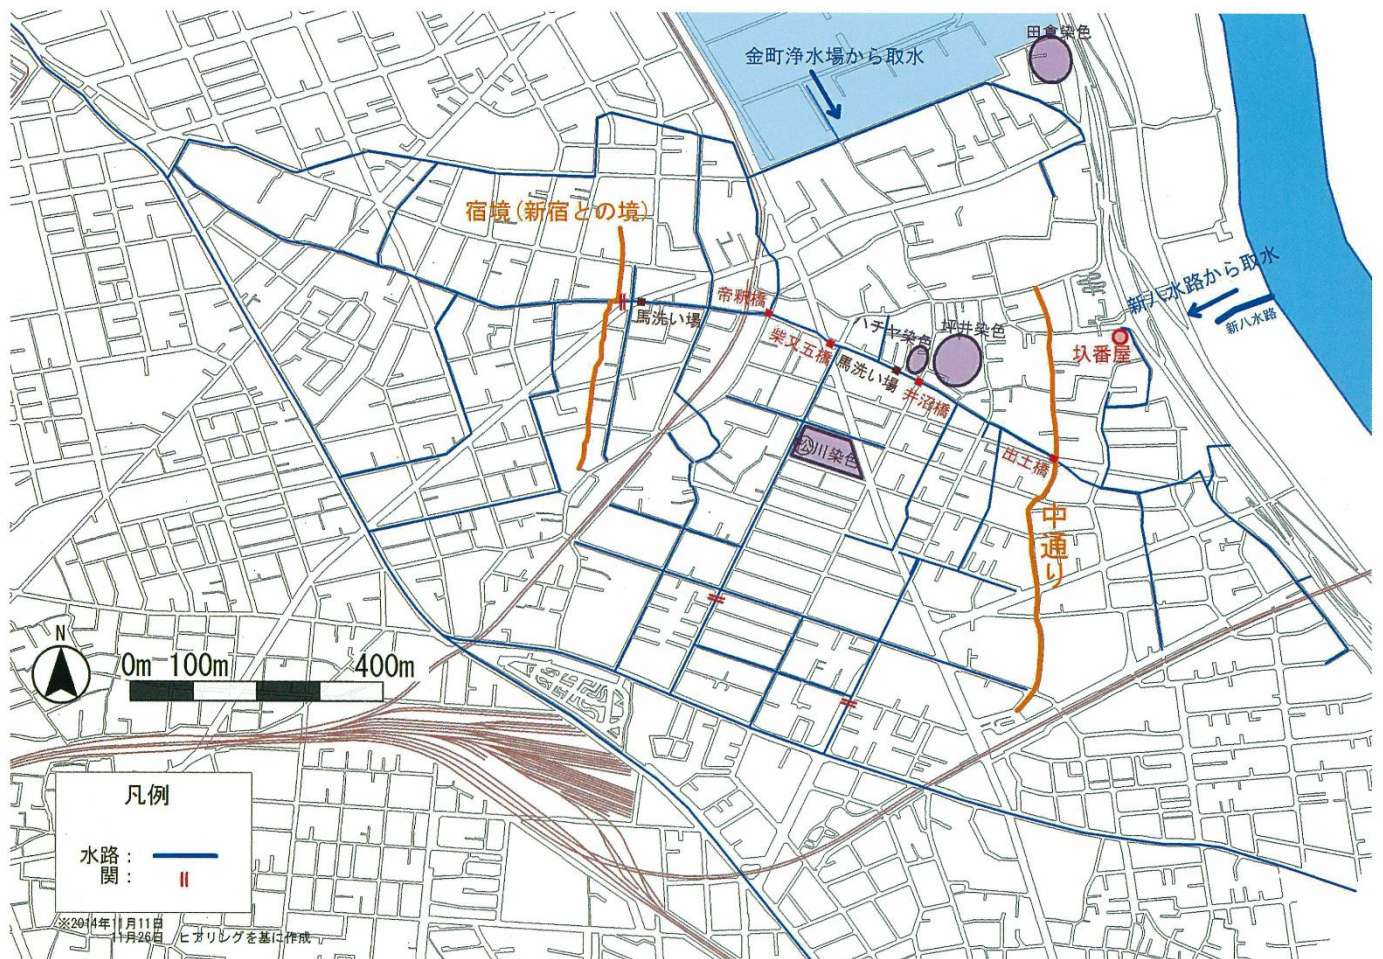 田倉染色
金町浄水場から取水
宿境(新宿との境)
新八水路から取水
新八水路
帝釈橋
馬洗い場
柴又五橋
ハチヤ染色
坪井染色
馬洗い場
井沼橋
圦番屋
松川染色
出土橋
中通り
N
0m 100m 400m
凡例
水路:
関:
※2014年11月11日
11月26日 ヒアリングを基に作成